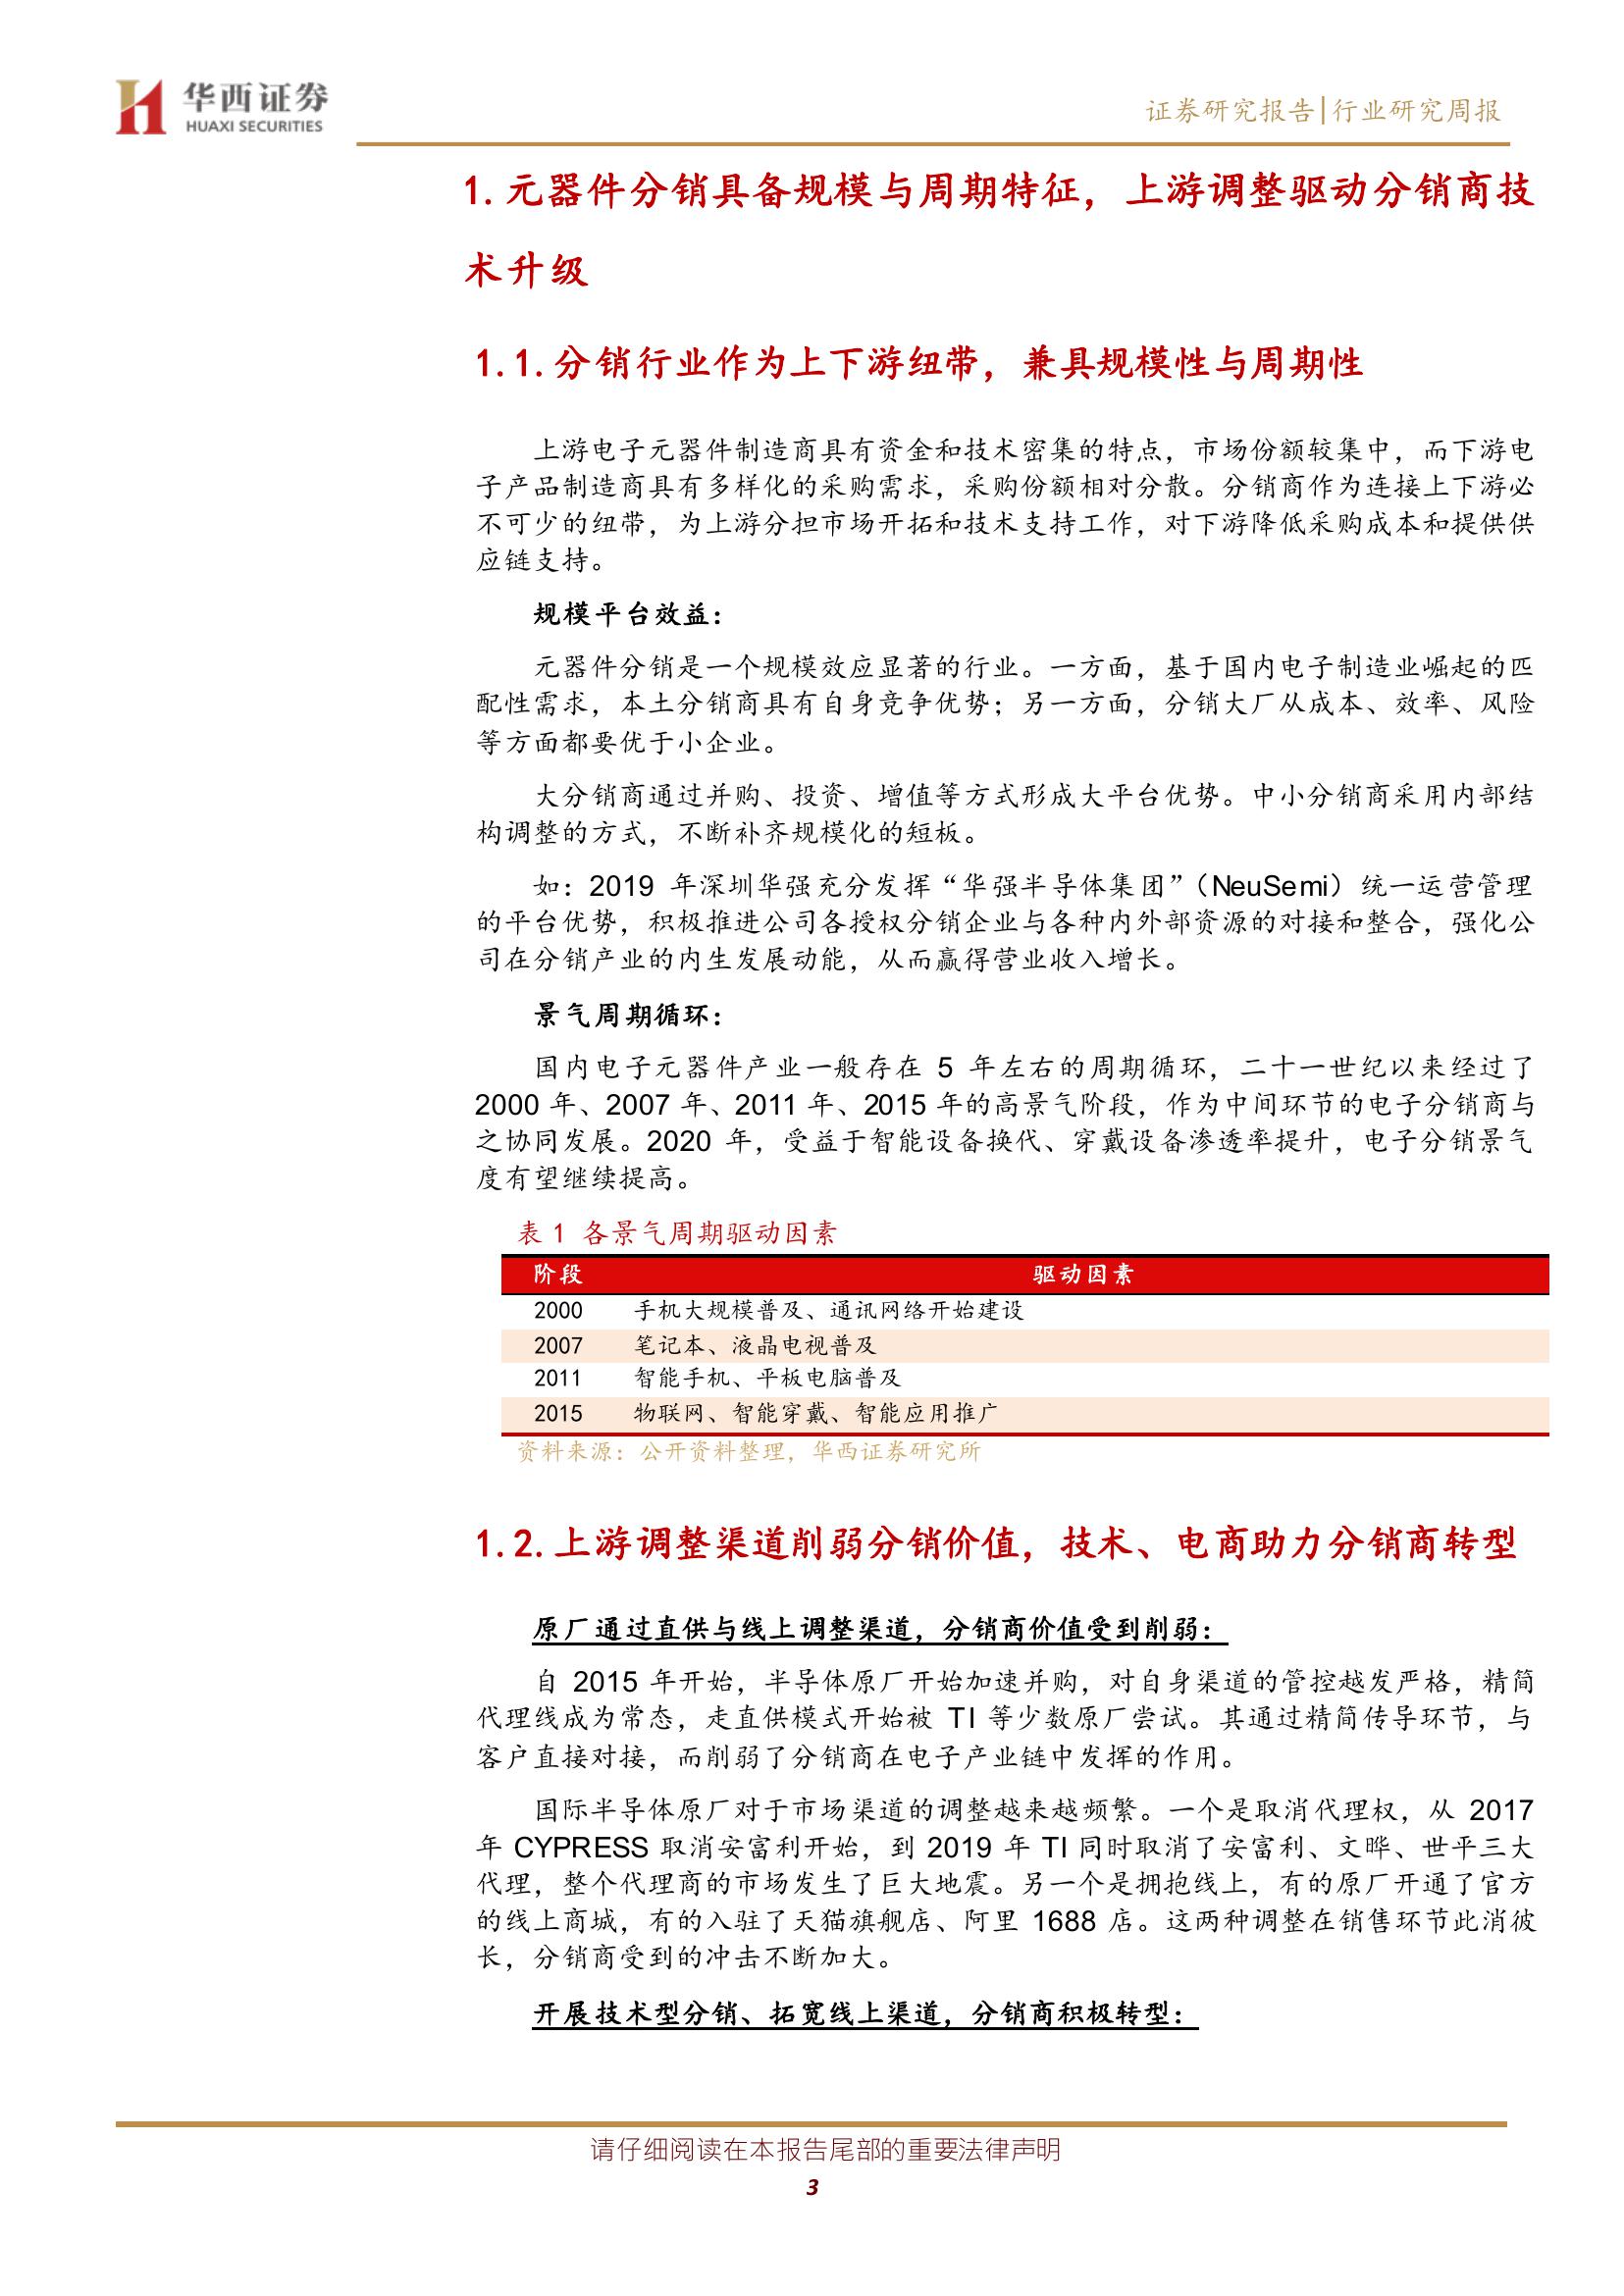 华西证券
HUAXI SECURITIES
证券研究报告|行业研究周报
1.元器件分销具备规模与周期特征，上游调整驱动分销商技
术升级
1.1.分销行业作为上下游纽带，兼具规模性与周期性
上游电子元器件制造商具有资金和技术密集的特点，市场份额较集中，而下游电
子产品制造商具有多样化的采购需求，采购份额相对分散。分销商作为连接上下游必
不可少的纽带，为上游分担市场开拓和技术支持工作，对下游降低采购成本和提供供
应链支持。
规模平台效益：
元器件分销是一个规模效应显著的行业。一方面，基于国内电子制造业崛起的匹
配性需求，本土分销商具有自身竞争优势；另一方面，分销大厂从成本、效率、风险
等方面都要优于小企业。
大分销商通过并购、投资、增值等方式形成大平台优势。中小分销商采用内部结
构调整的方式，不断补齐规模化的短板。
如：2019 年深圳华强充分发挥“华强半导体集团”（NeuSemi）统一运营管理
的平台优势，积极推进公司各授权分销企业与各种内外部资源的对接和整合，强化公
司在分销产业的内生发展动能，从而赢得营业收入增长。
景气周期循环：
国内电子元器件产业一般存在 5 年左右的周期循环，二十一世纪以来经过了
2000 年、2007 年、2011 年、2015 年的高景气阶段，作为中间环节的电子分销商与
之协同发展。2020 年，受益于智能设备换代、穿戴设备渗透率提升，电子分销景气
度有望继续提高。
表 1 各景气周期驱动因素
阶段 驱动因素
2000 手机大规模普及、通讯网络开始建设
2007 笔记本、液晶电视普及
2011 智能手机、平板电脑普及
2015 物联网、智能穿戴、智能应用推广
资料来源：公开资料整理，华西证券研究所
1.2.上游调整渠道削弱分销价值，技术、电商助力分销商转型
原厂通过直供与线上调整渠道，分销商价值受到削弱：
自 2015 年开始，半导体原厂开始加速并购，对自身渠道的管控越发严格，精简
代理线成为常态，走直供模式开始被 TI 等少数原厂尝试。其通过精简传导环节，与
客户直接对接，而削弱了分销商在电子产业链中发挥的作用。
国际半导体原厂对于市场渠道的调整越来越频繁。一个是取消代理权，从 2017
年 CYPRESS 取消安富利开始，到 2019 年 TI 同时取消了安富利、文晔、世平三大
代理，整个代理商的市场发生了巨大地震。另一个是拥抱线上，有的原厂开通了官方
的线上商城，有的入驻了天猫旗舰店、阿里 1688 店。这两种调整在销售环节此消彼
长，分销商受到的冲击不断加大。
开展技术型分销、拓宽线上渠道，分销商积极转型：
请仔细阅读在本报告尾部的重要法律声明
3